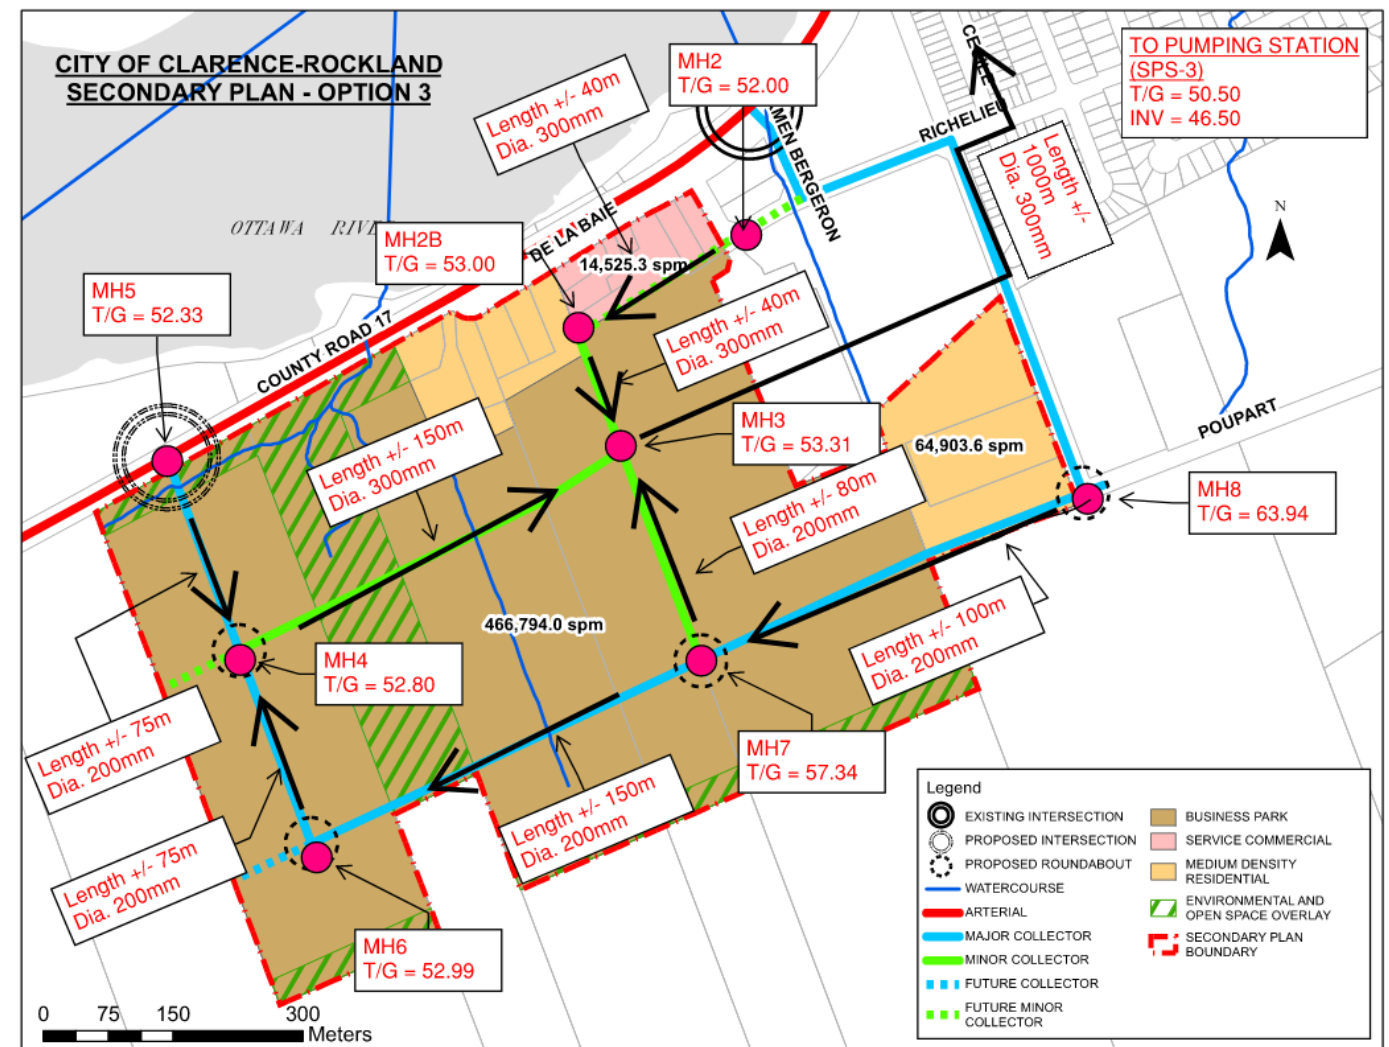 CITY OF CLARENCE-ROCKLAND
SECONDARY PLAN - OPTION 3
Length +/- 40m
Dia. 300mm
MH2
T/G = 52.00
TO PUMPING STATION
(SPS-3)
T/G = 50.50
INV = 46.50
RICHELIEU
MEN BERGERON
Length +/-
1000m
Dia. 300mm
N
OTTAWA RIVE
DE LA BAIE
MH2B
T/G = 53.00
14,525.3 spm
MH5
T/G = 52.33
COUNTY ROAD 17
Length +/- 40m
Dia. 300mm
MH3
T/G = 53.31
POUPART
64,903.6 spm
Length +/- 150m
Dia. 300mm
Length +/- 80m
Dia. 200mm
MH8
T/G = 63.94
466,794.0 spm
Length +/- 100m
Dia. 200mm
MH4
T/G = 52.80
Length +/- 75m
Dia. 200mm
MH7
T/G = 57.34
Length +/- 150m
Dia. 200mm
Length +/- 75m
Dia. 200mm
MH6
T/G = 52.99
0 75 150 300
Meters
Legend
EXISTING INTERSECTION
PROPOSED INTERSECTION
PROPOSED ROUNDABOUT
WATERCOURSE
ARTERIAL
MAJOR COLLECTOR
MINOR COLLECTOR
FUTURE COLLECTOR
FUTURE MINOR
COLLECTOR
BUSINESS PARK
SERVICE COMMERCIAL
MEDIUM DENSITY
RESIDENTIAL
ENVIRONMENTAL AND
OPEN SPACE OVERLAY
SECONDARY PLAN
BOUNDARY